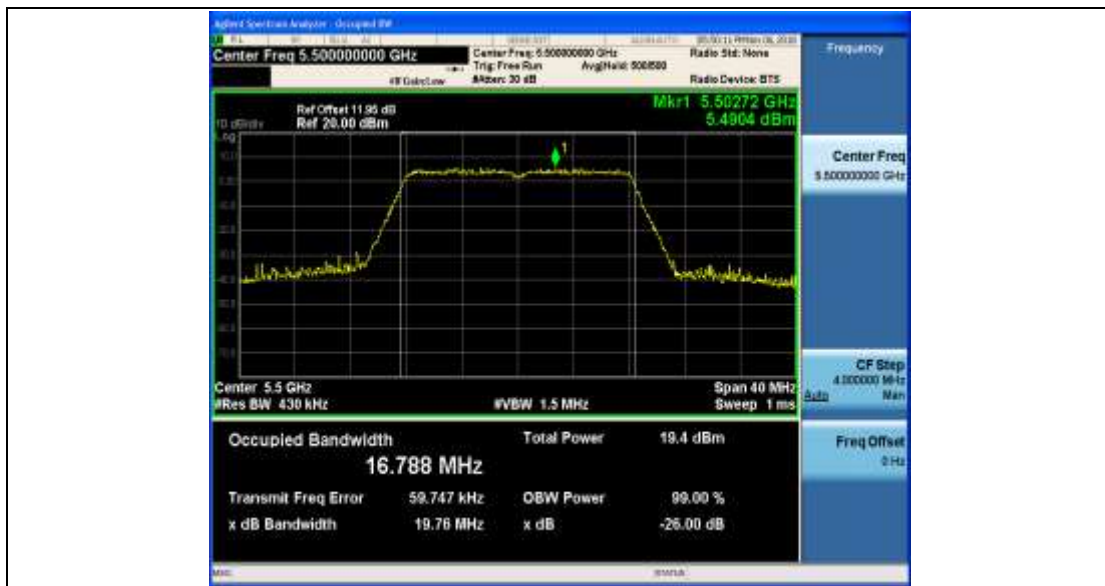 Agilent Spectrum Analyzer - Occupied BW
Center Freq 5.500000000 GHz
Center Freq: 5.500000000 GHz
Radio Std: None
Frequency
Trig: Free Run
Avg|Hold: 500/500
#IFGain:Low
#Atten: 30 dB
Radio Device: BTS
Mkr1 5.50272 GHz
5.4904 dBm
Ref Offset 11.95 dB
10 dB/div
Ref 20.00 dBm
Log
1
Center Freq
5.500000000 GHz
Center 5.5 GHz
Span 40 MHz
#Res BW 430 kHz
#VBW 1.5 MHz
Sweep 1 ms
CF Step
4.000000 MHz
Auto
Man
Occupied Bandwidth
Total Power
19.4 dBm
16.788 MHz
Freq Offset
0 Hz
Transmit Freq Error
59.747 kHz
OBW Power
99.00 %
x dB Bandwidth
19.76 MHz
x dB
-26.00 dB
MSG
STATUS